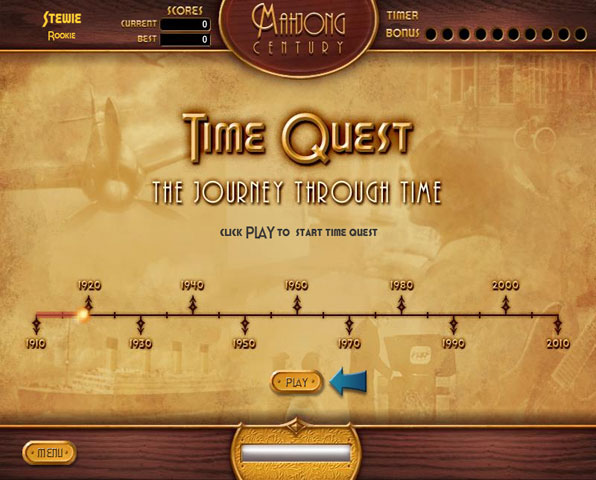 STEWIE
ROOKIE
SCORES
CURRENT 0
BEST 0
MAHJONG
CENTURY
TIMER
BONUS
TIME QUEST
THE JOURNEY THROUGH TIME
CLICK PLAY TO START TIME QUEST
1920 1940 1960 1980 2000
1910 1930 1950 1970 1990 2010
PLAY
MENU